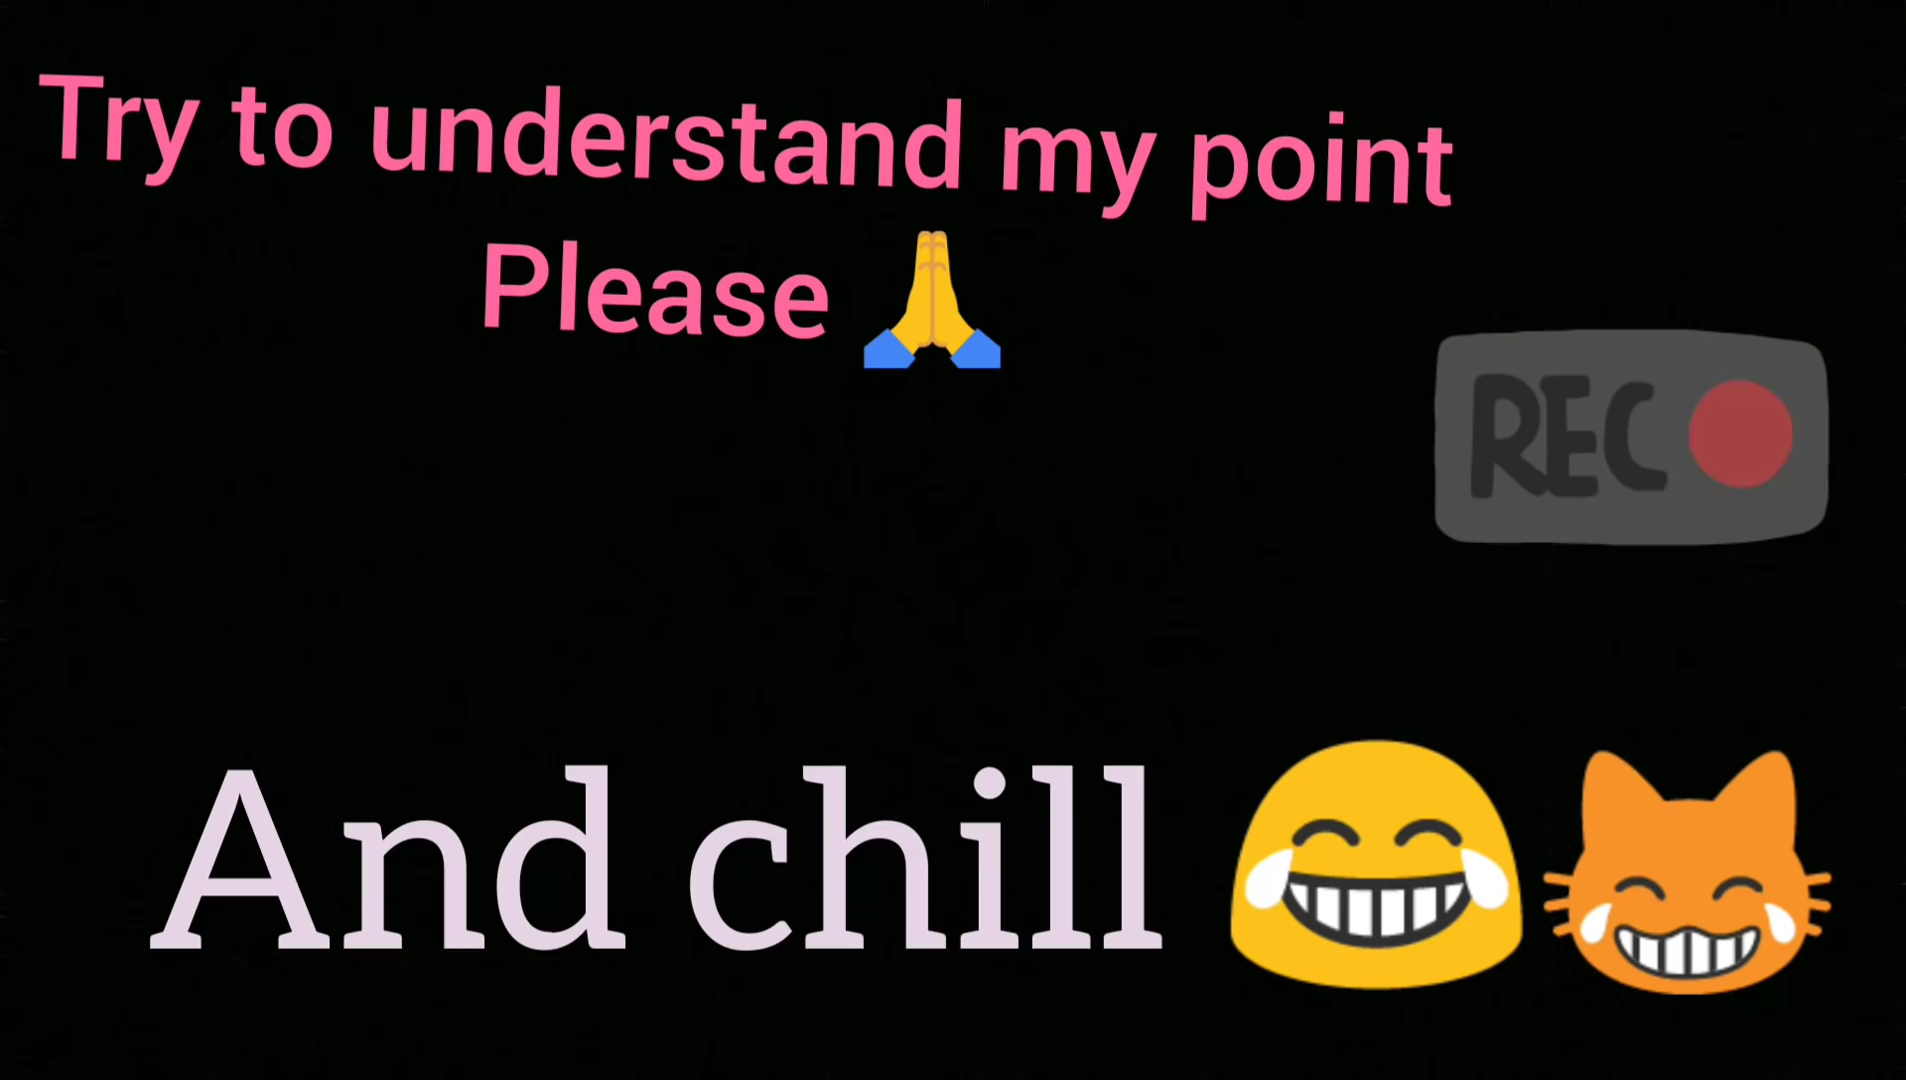 Try to understand my point
Please 🙏
REC
And chill 😂😹